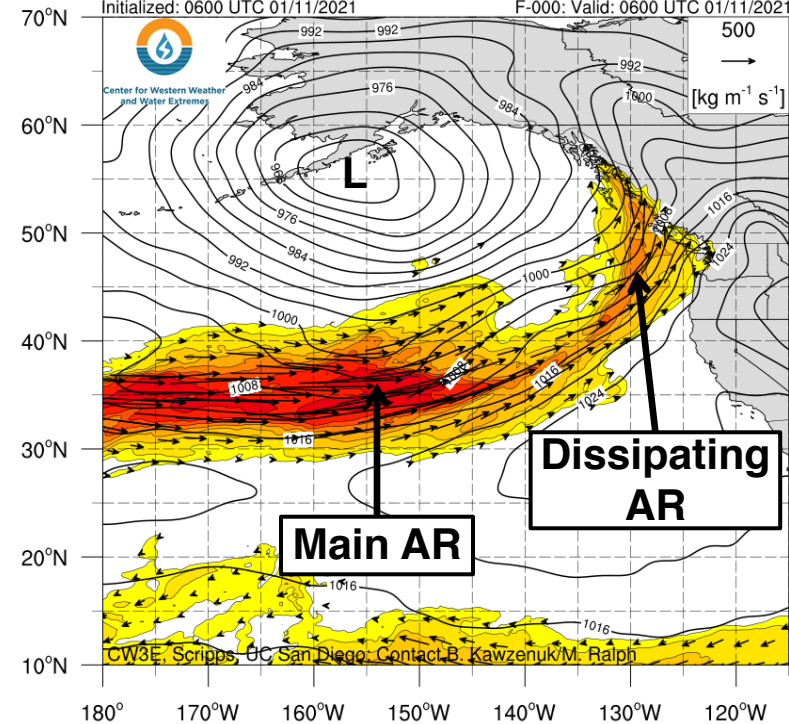 Initialized: 0600 UTC 01/11/2021
F-000: Valid: 0600 UTC 01/11/2021
70°N
60°N
50°N
40°N
30°N
20°N
10°N
Center for Western Weather
and Water Extremes
500
[kg m⁻¹ s⁻¹]
992
992
984
976
984
992
1000
L
976
984
992
1000
1000
1008
1016
1016
1024
1016
1024
1008
1016
1016
Dissipating
AR
Main AR
CW3E, Scripps, UC San Diego; Contact B. Kawzenuk/M. Ralph
180°
170°W
160°W
150°W
140°W
130°W
120°W